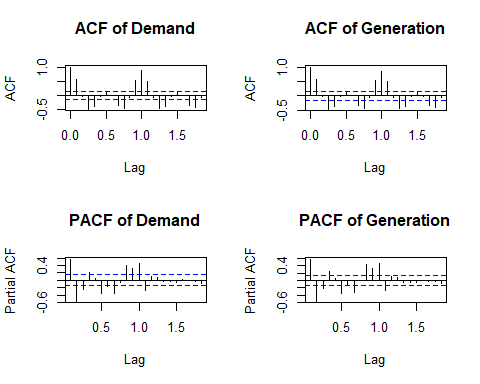 ACF of Demand
ACF
1.0
-0.5
0.0 0.5 1.0 1.5
Lag
ACF of Generation
ACF
1.0
-0.5
0.0 0.5 1.0 1.5
Lag
PACF of Demand
Partial ACF
0.4
-0.6
0.5 1.0 1.5
Lag
PACF of Generation
Partial ACF
0.4
-0.6
0.5 1.0 1.5
Lag